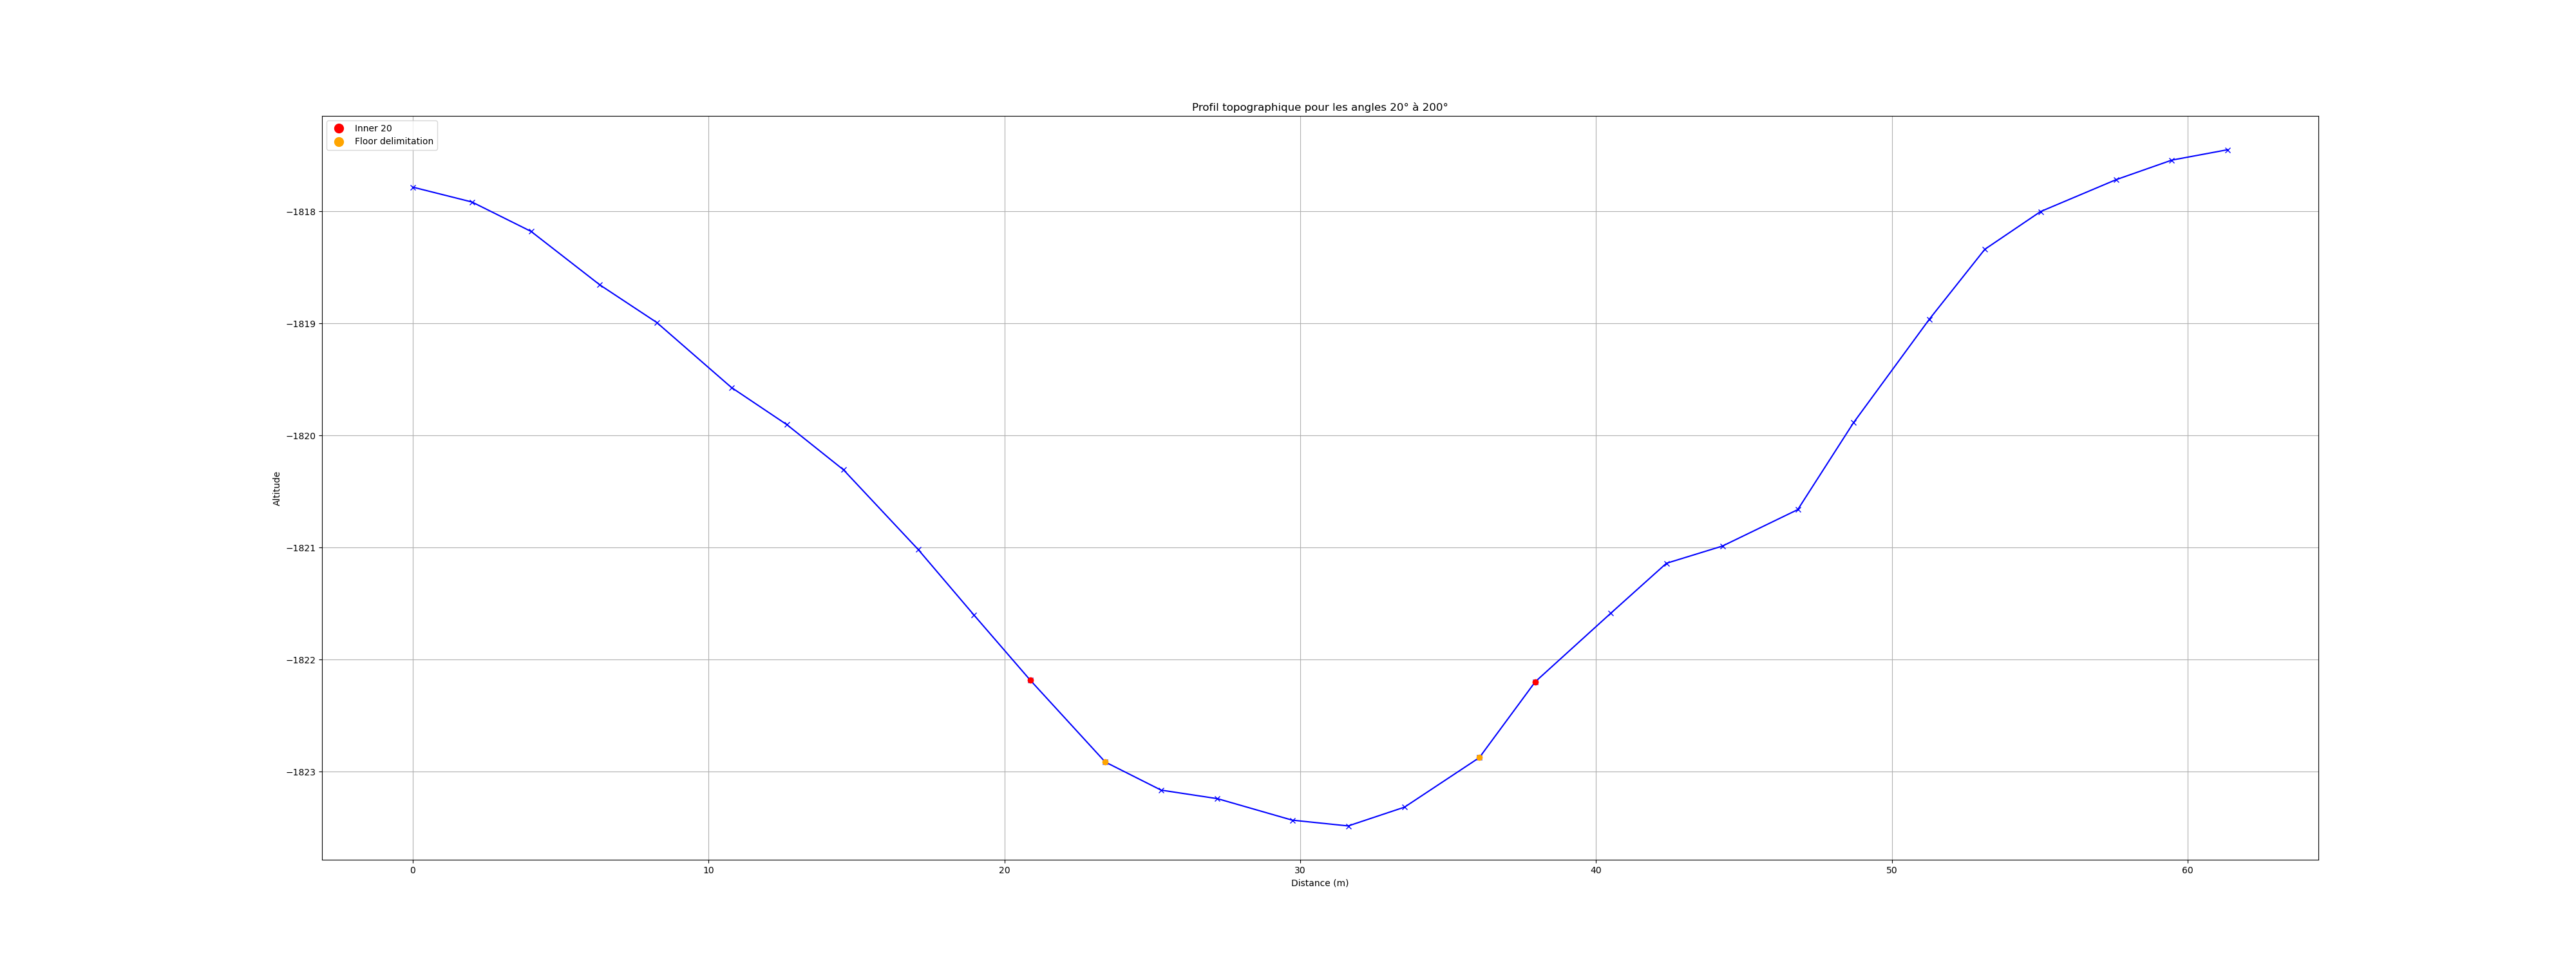 Profil topographique pour les angles 20° à 200°
Inner 20
Floor delimitation
−1818
−1819
−1820
−1821
−1822
−1823
Altitude
0 10 20 30 40 50 60
Distance (m)